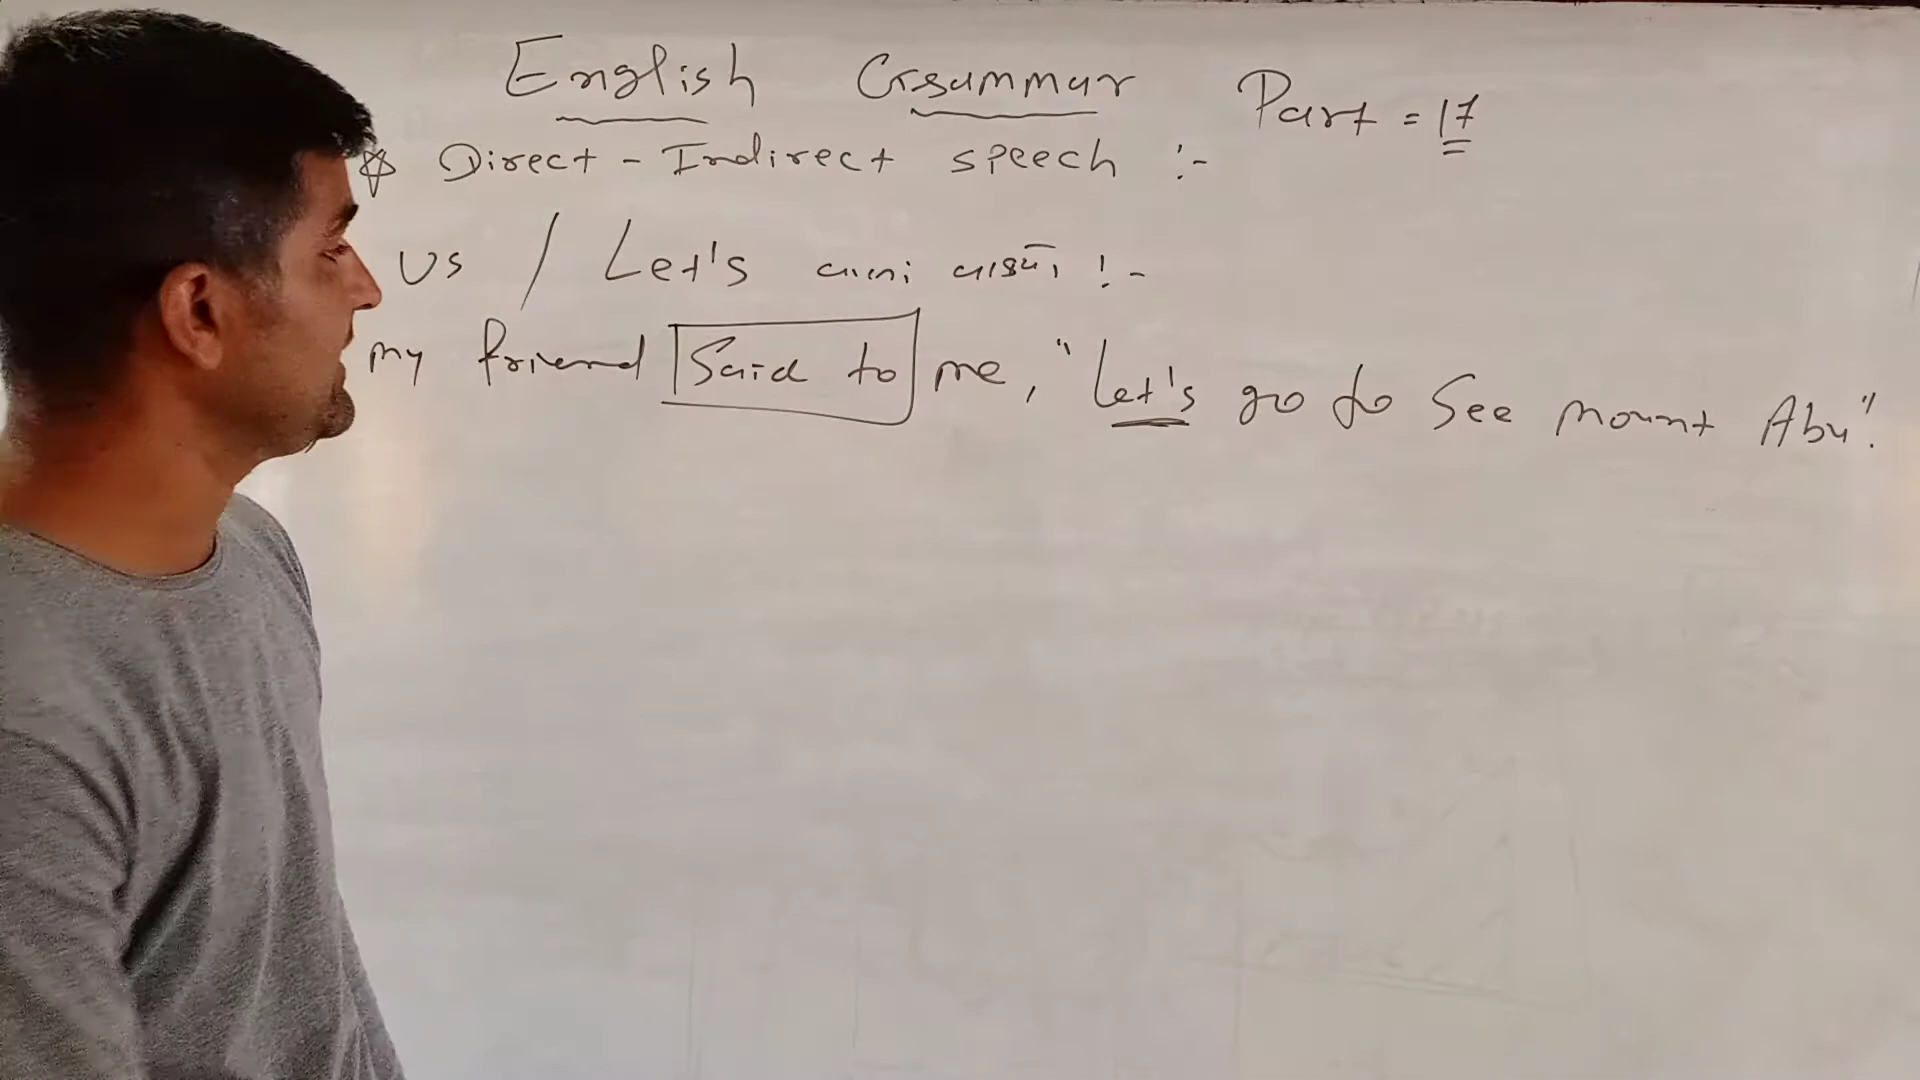 English Grammar Part = 17
☆ Direct - Indirect speech :-
us / Let's વાળાં વાક્યો :-
my friend Said to me, "Let's go to See mount Abu".